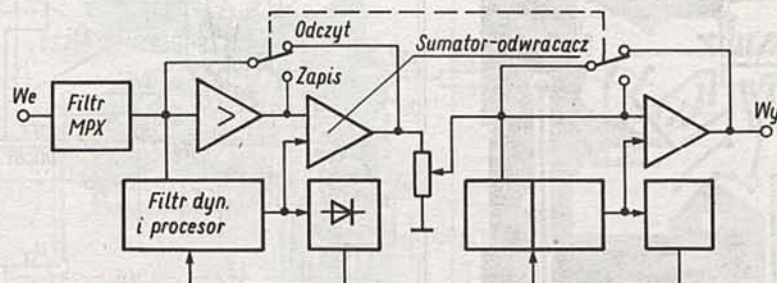 Odczyt
Sumator-odwracacz
Zapis
We
Filtr
MPX
>
Wy
Filtr dyn.
i procesor